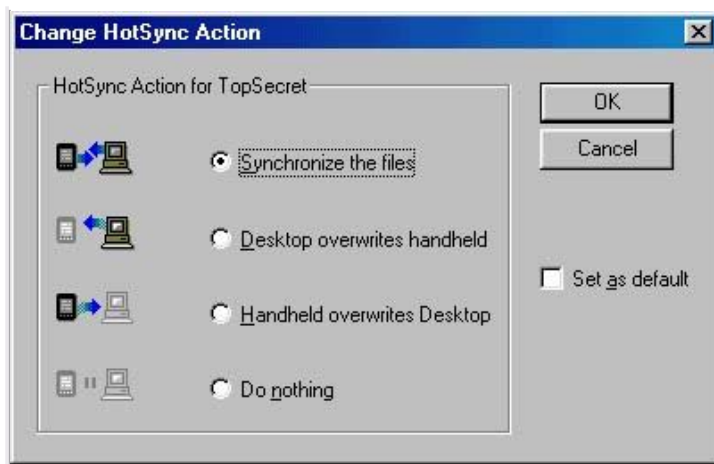 Change HotSync Action
HotSync Action for TopSecret
OK
Cancel
Synchronize the files
Desktop overwrites handheld
Set as default
Handheld overwrites Desktop
Do nothing